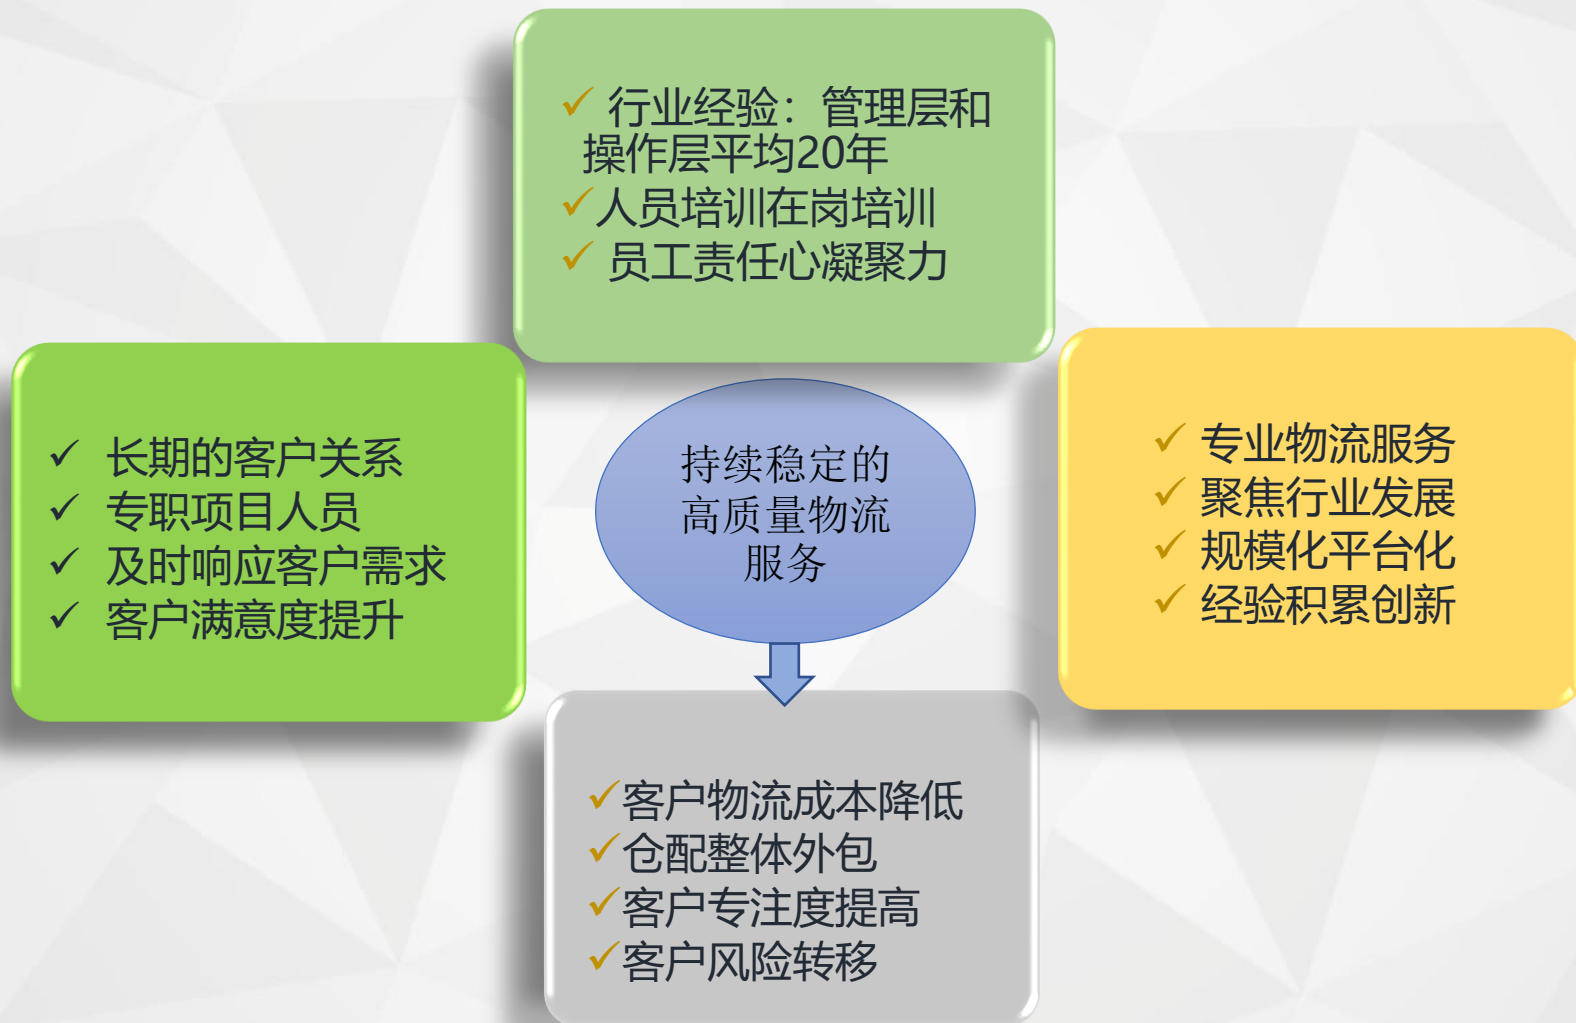 ✓ 行业经验：管理层和
操作层平均20年
✓人员培训在岗培训
✓ 员工责任心凝聚力
✓ 长期的客户关系
✓ 专职项目人员
✓ 及时响应客户需求
✓ 客户满意度提升
持续稳定的
高质量物流
服务
✓ 专业物流服务
✓ 聚焦行业发展
✓ 规模化平台化
✓ 经验积累创新
✓客户物流成本降低
✓仓配整体外包
✓客户专注度提高
✓客户风险转移